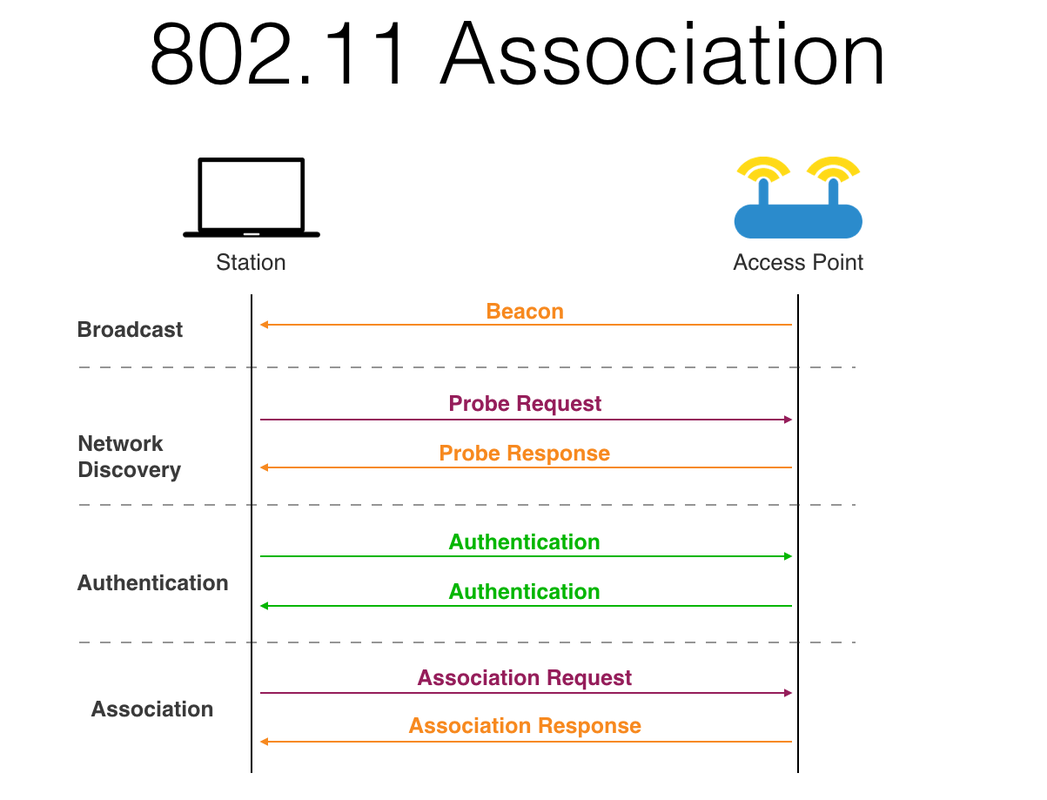 802.11 Association
Station
Access Point
Broadcast
Beacon
Network
Discovery
Probe Request
Probe Response
Authentication
Authentication
Authentication
Association
Association Request
Association Response